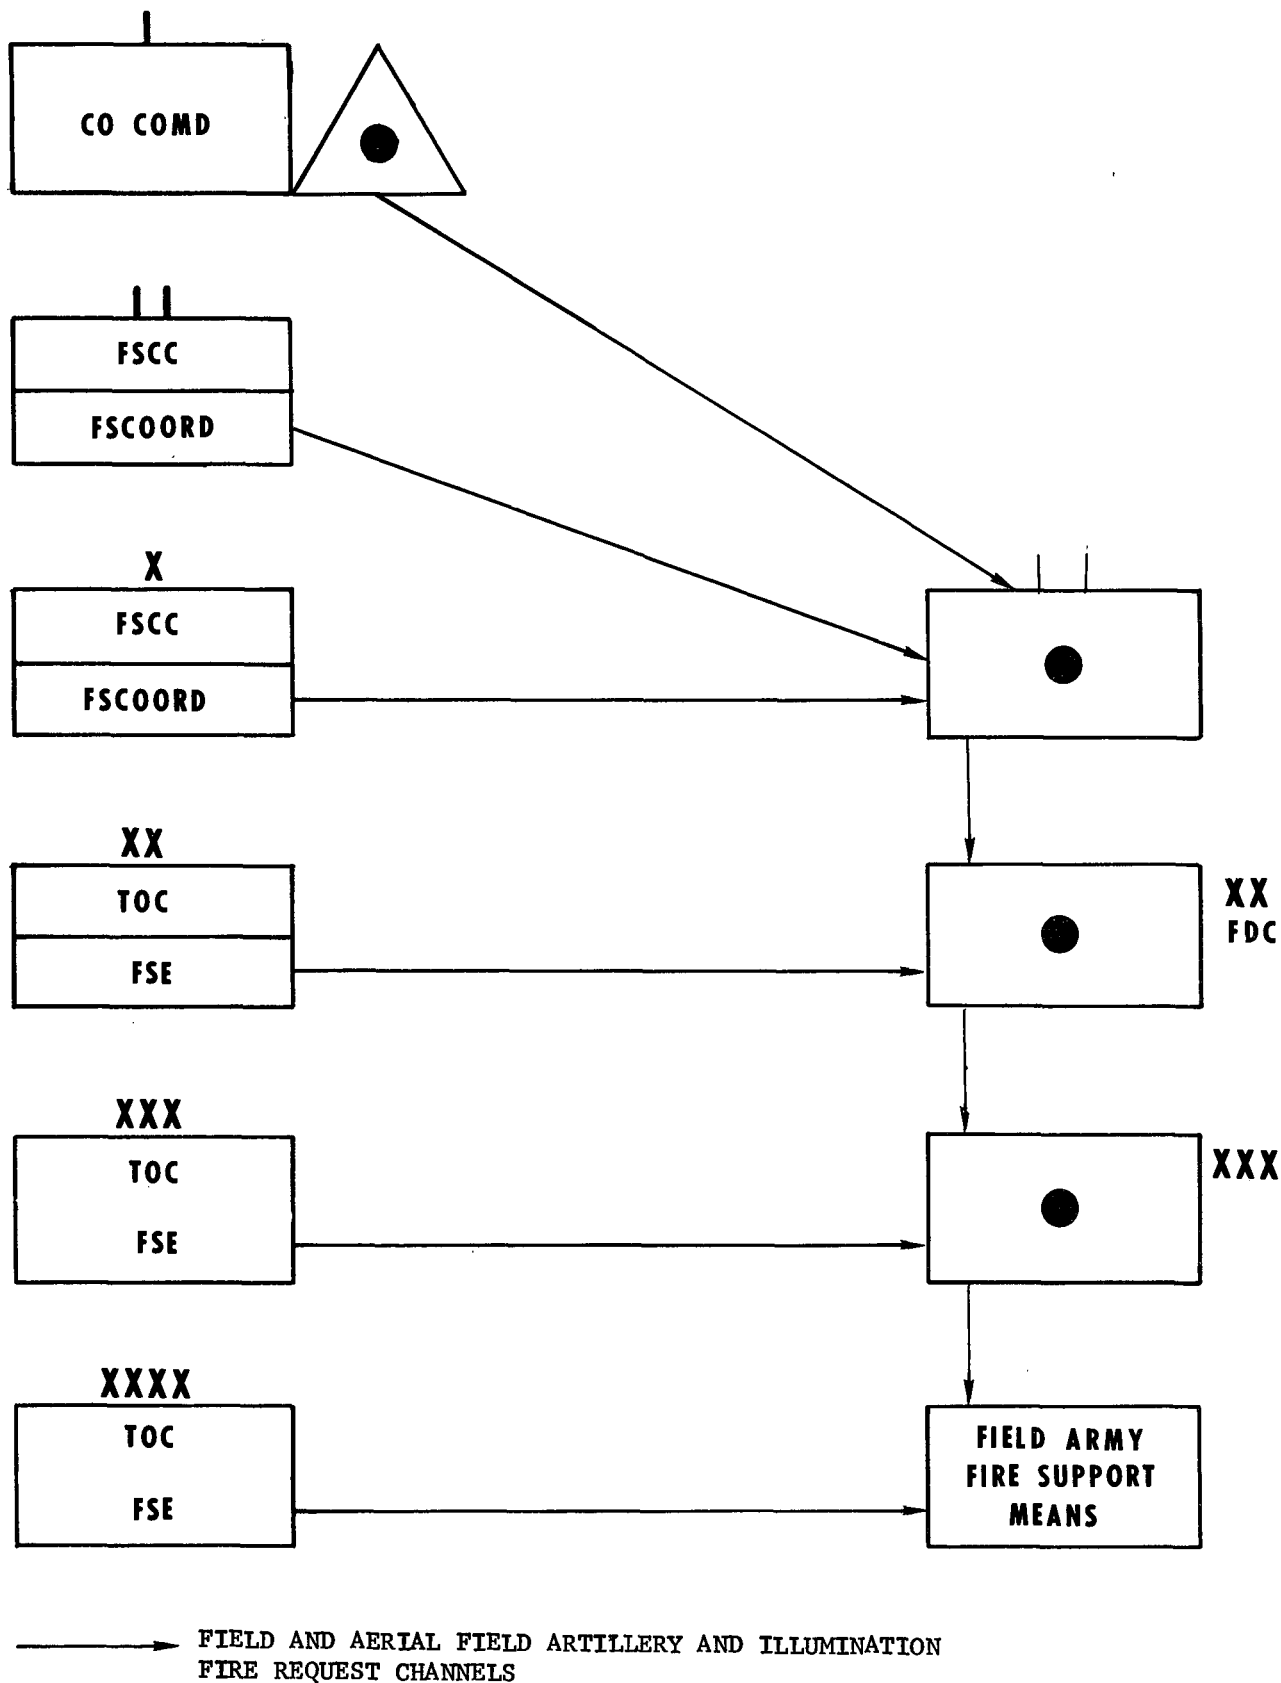 CO COMD
FSCC
FSCOORD
X
FSCC
FSCOORD
XX
TOC
FSE
XX
FDC
XXX
TOC
FSE
XXX
XXXX
TOC
FSE
FIELD ARMY
FIRE SUPPORT
MEANS
FIELD AND AERIAL FIELD ARTILLERY AND ILLUMINATION
FIRE REQUEST CHANNELS